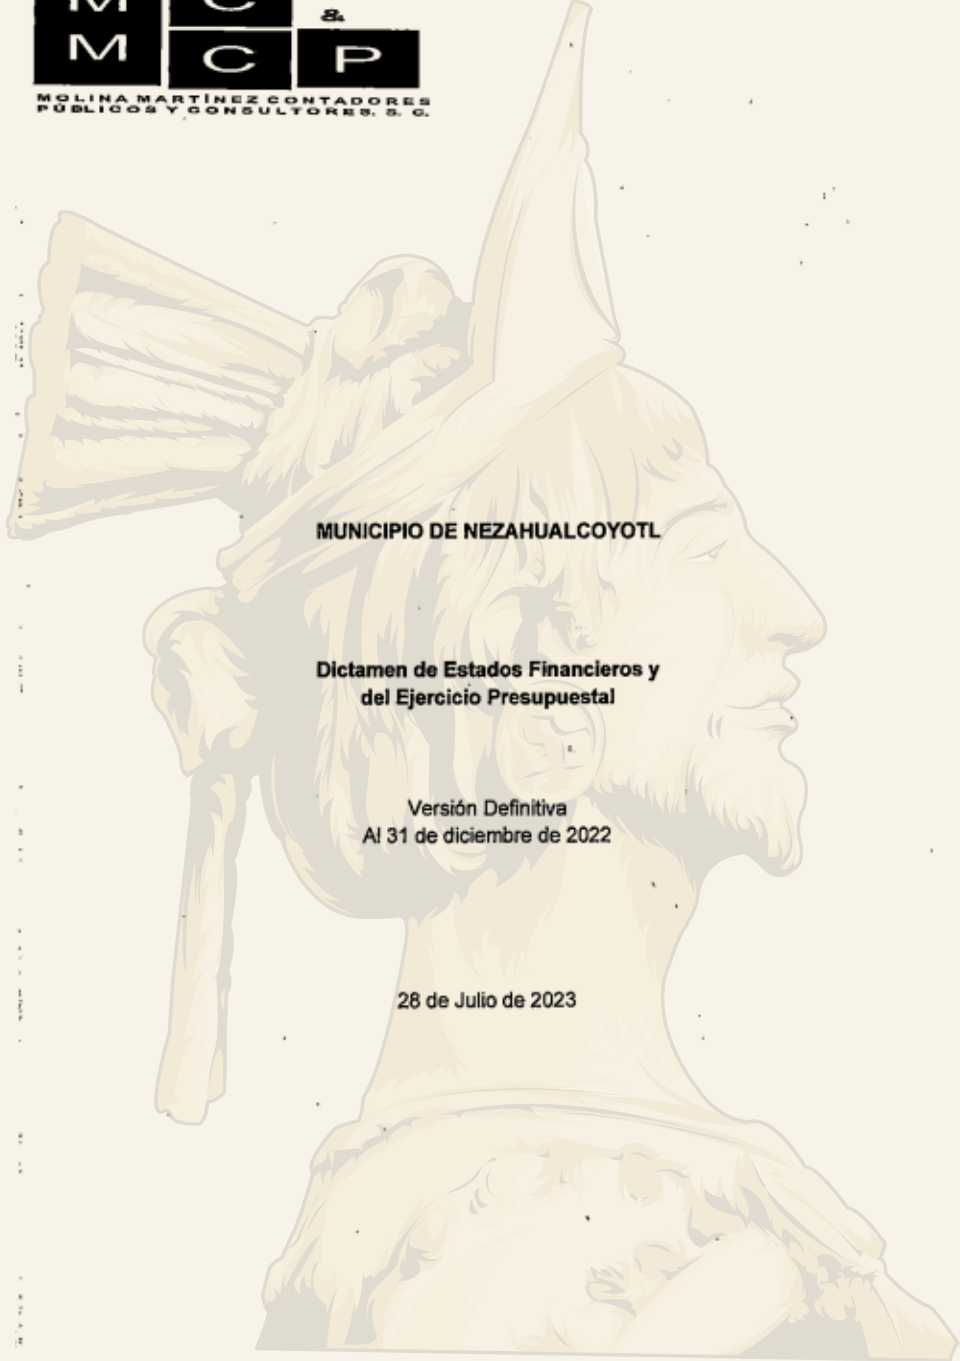 M C &
M C P
MOLINA MARTÍNEZ CONTADORES
PÚBLICOS Y CONSULTORES, S. C.
MUNICIPIO DE NEZAHUALCOYOTL
Dictamen de Estados Financieros y
del Ejercicio Presupuestal
Versión Definitiva
Al 31 de diciembre de 2022
28 de Julio de 2023